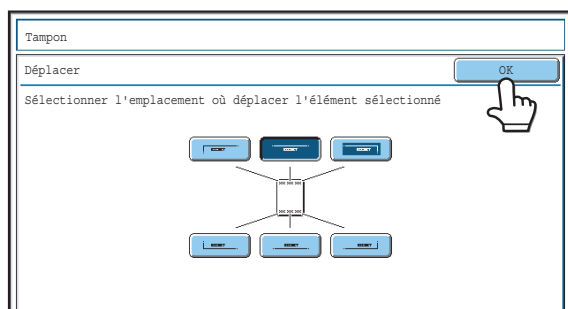 Tampon
Déplacer
OK
Sélectionner l'emplacement où déplacer l'élément sélectionné